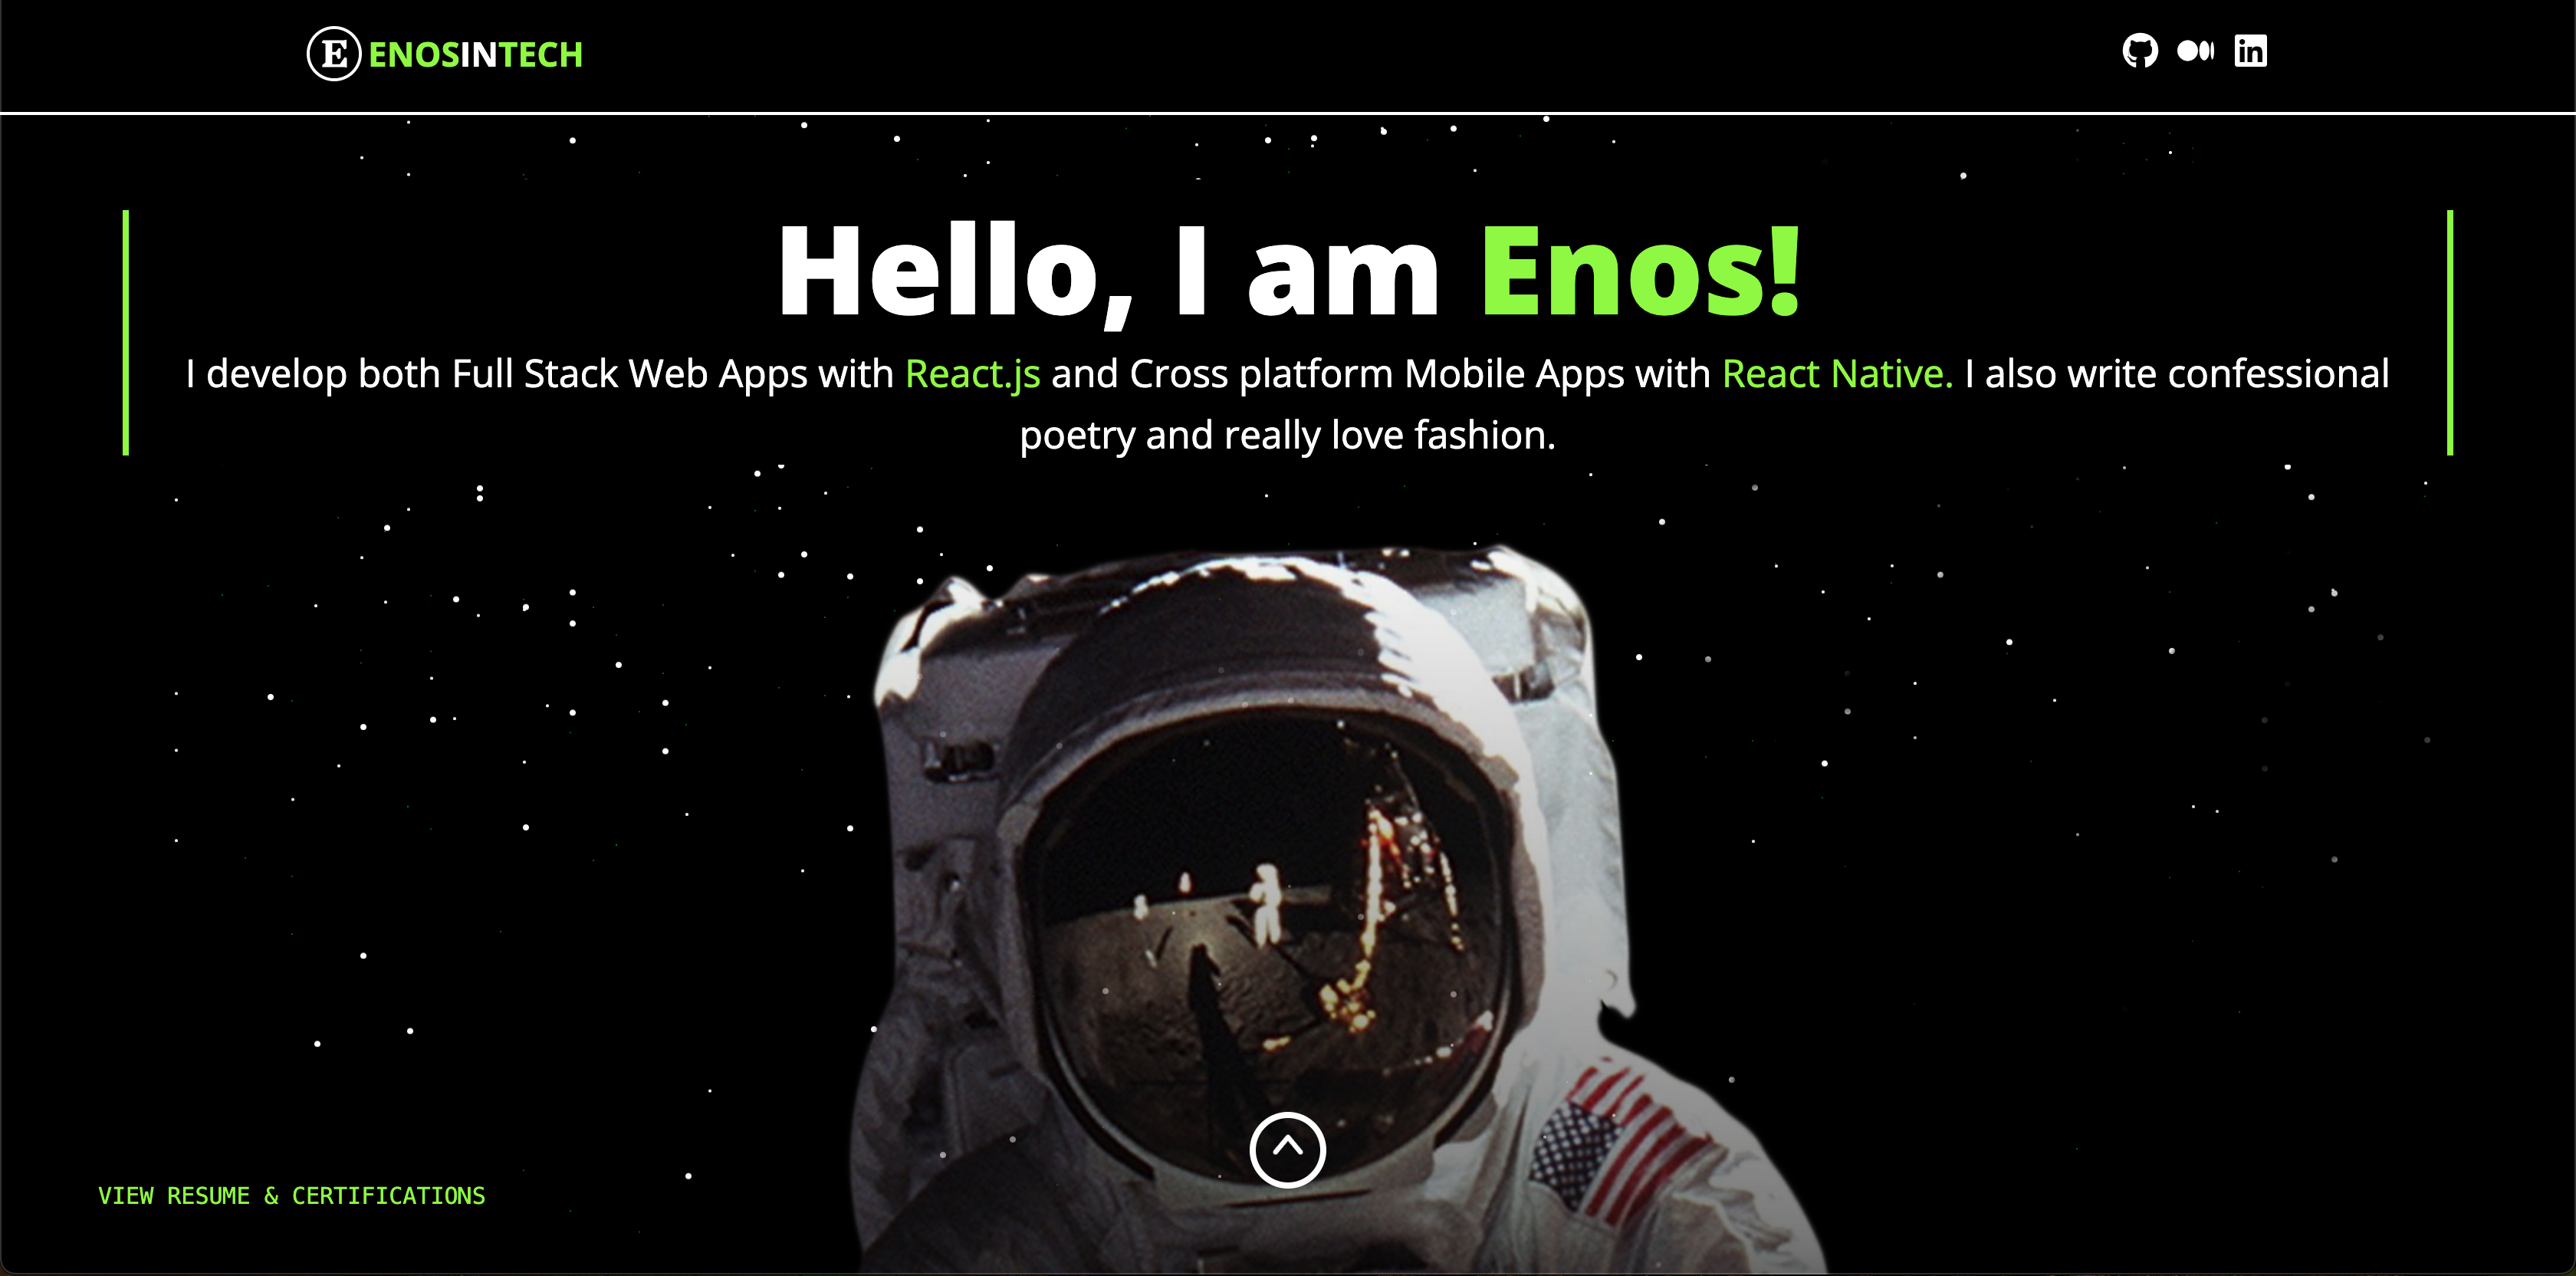 E ENOSINTECH
Hello, I am Enos!
I develop both Full Stack Web Apps with React.js and Cross platform Mobile Apps with React Native. I also write confessional
poetry and really love fashion.
VIEW RESUME & CERTIFICATIONS